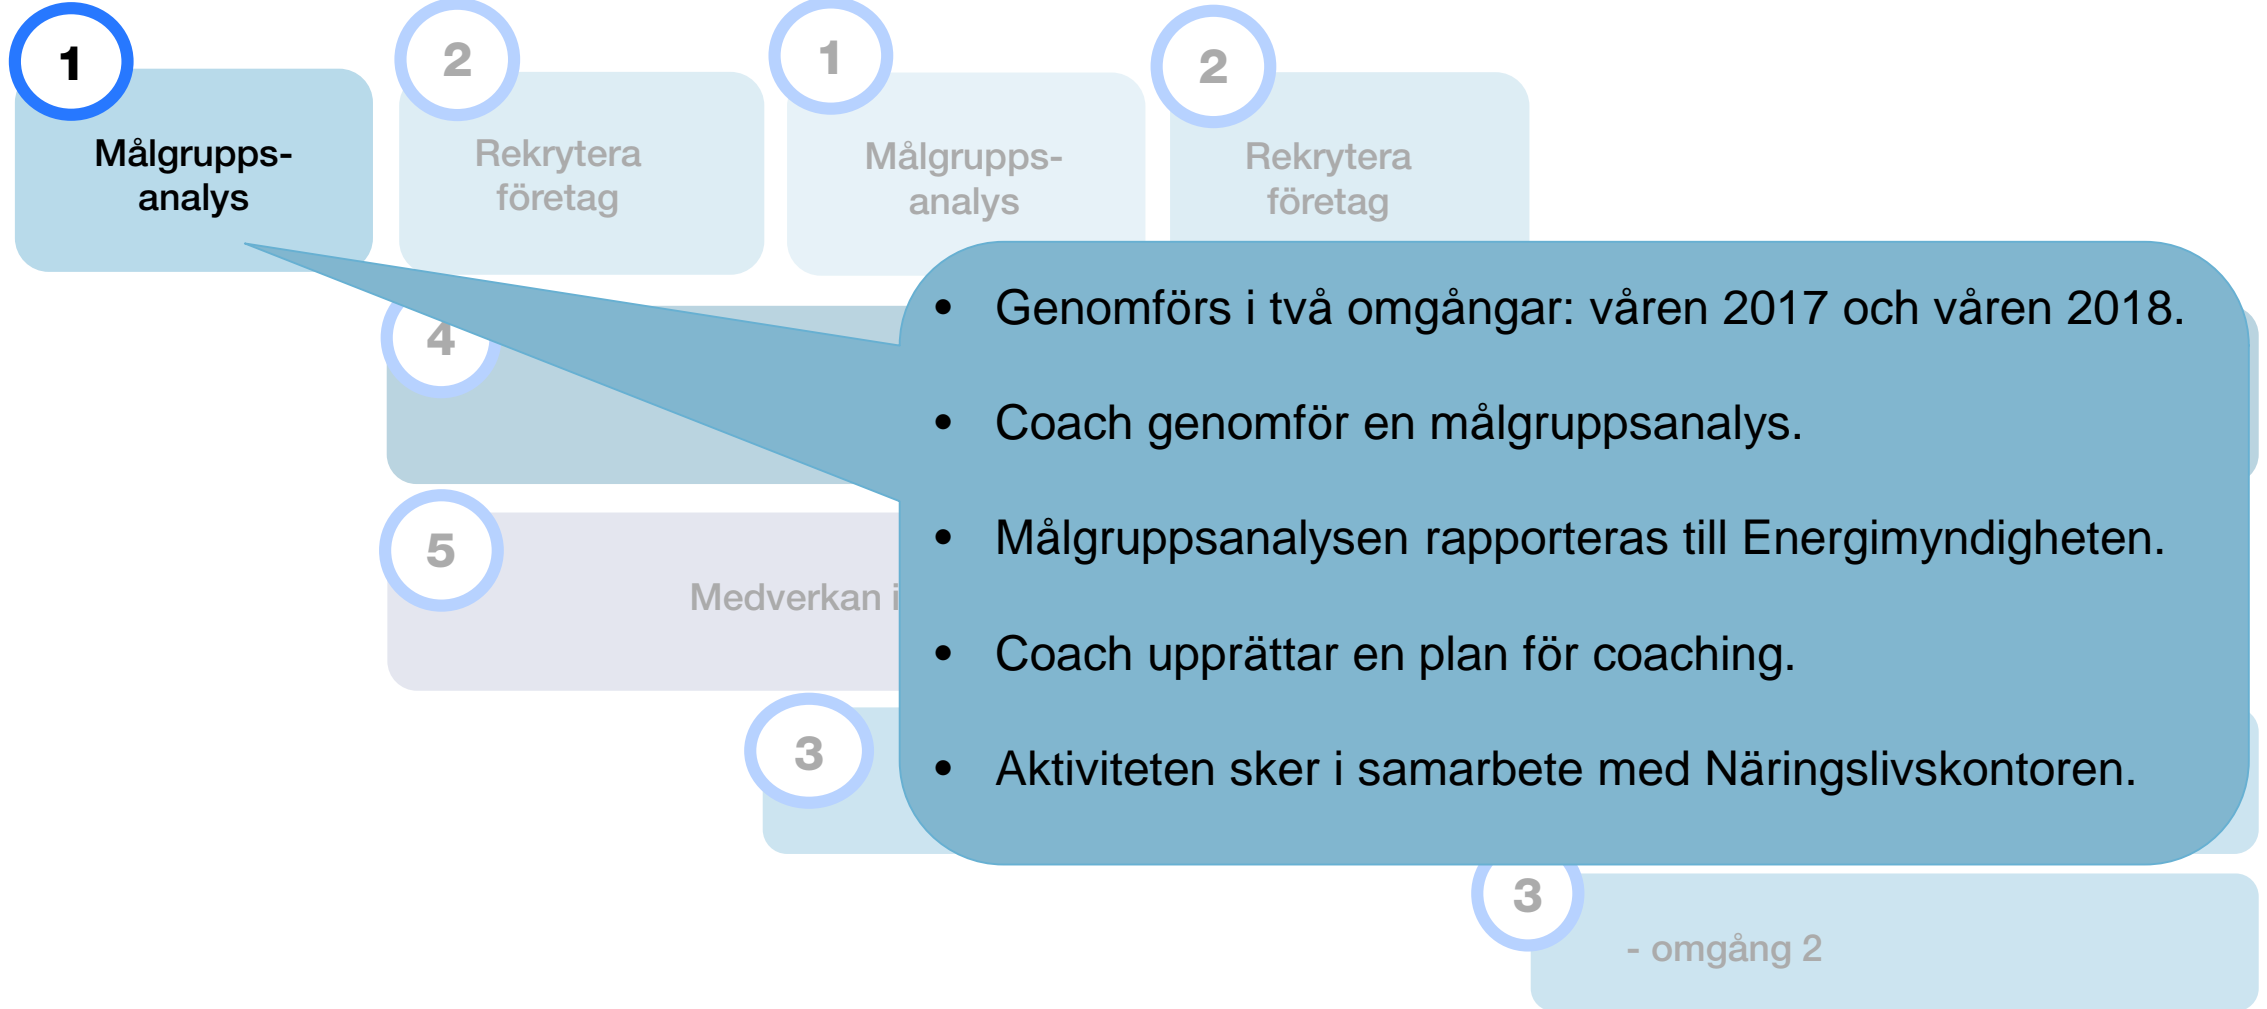 1
Målgrupps-
analys
2
Rekrytera
företag
1
Målgrupps-
analys
2
Rekrytera
företag
• Genomförs i två omgångar: våren 2017 och våren 2018.
• Coach genomför en målgruppsanalys.
• Målgruppsanalysen rapporteras till Energimyndigheten.
• Coach upprättar en plan för coaching.
• Aktiviteten sker i samarbete med Näringslivskontoren.
4
5
Medverkan i
3
3
- omgång 2